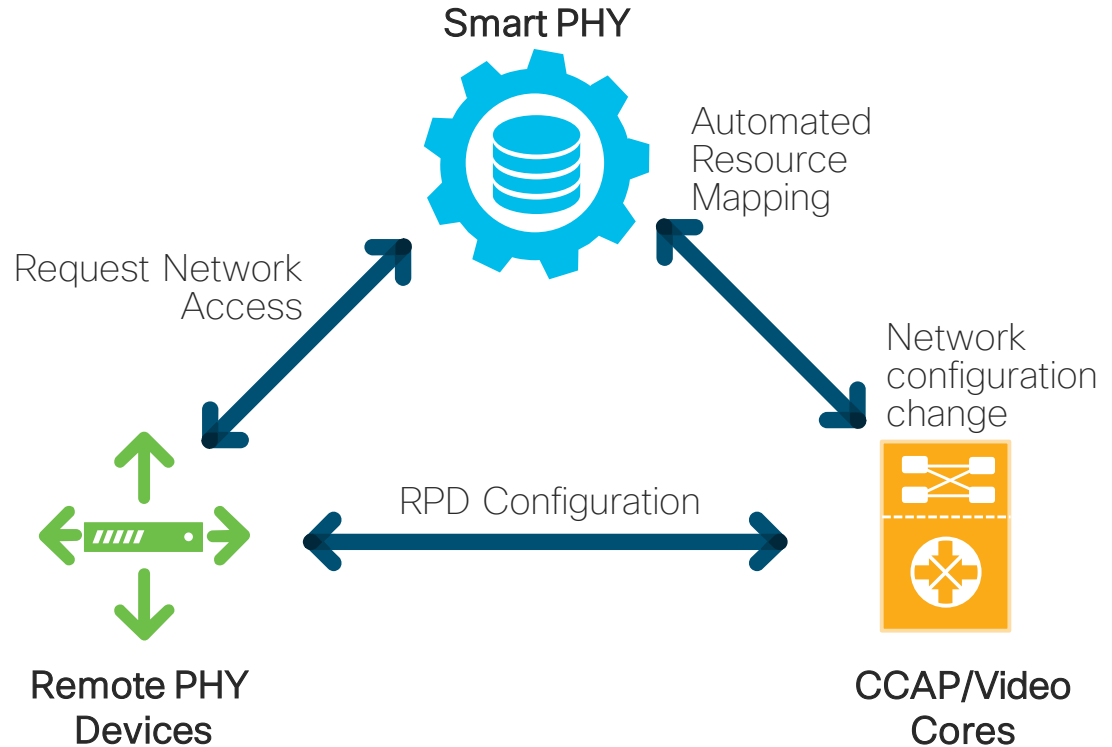 Smart PHY
Automated
Resource
Mapping
Request Network
Access
Network
configuration
change
RPD Configuration
Remote PHY
Devices
CCAP/Video
Cores